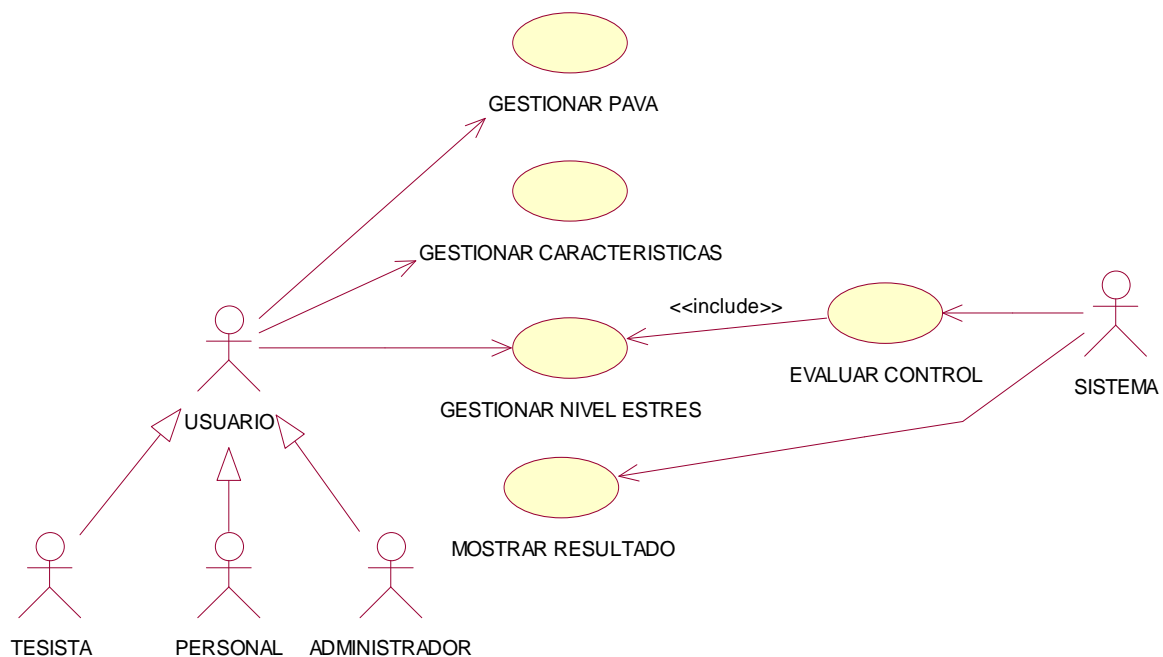 GESTIONAR PAVA
GESTIONAR CARACTERISTICAS
<<include>>
EVALUAR CONTROL
SISTEMA
USUARIO
GESTIONAR NIVEL ESTRES
MOSTRAR RESULTADO
TESISTA
PERSONAL
ADMINISTRADOR